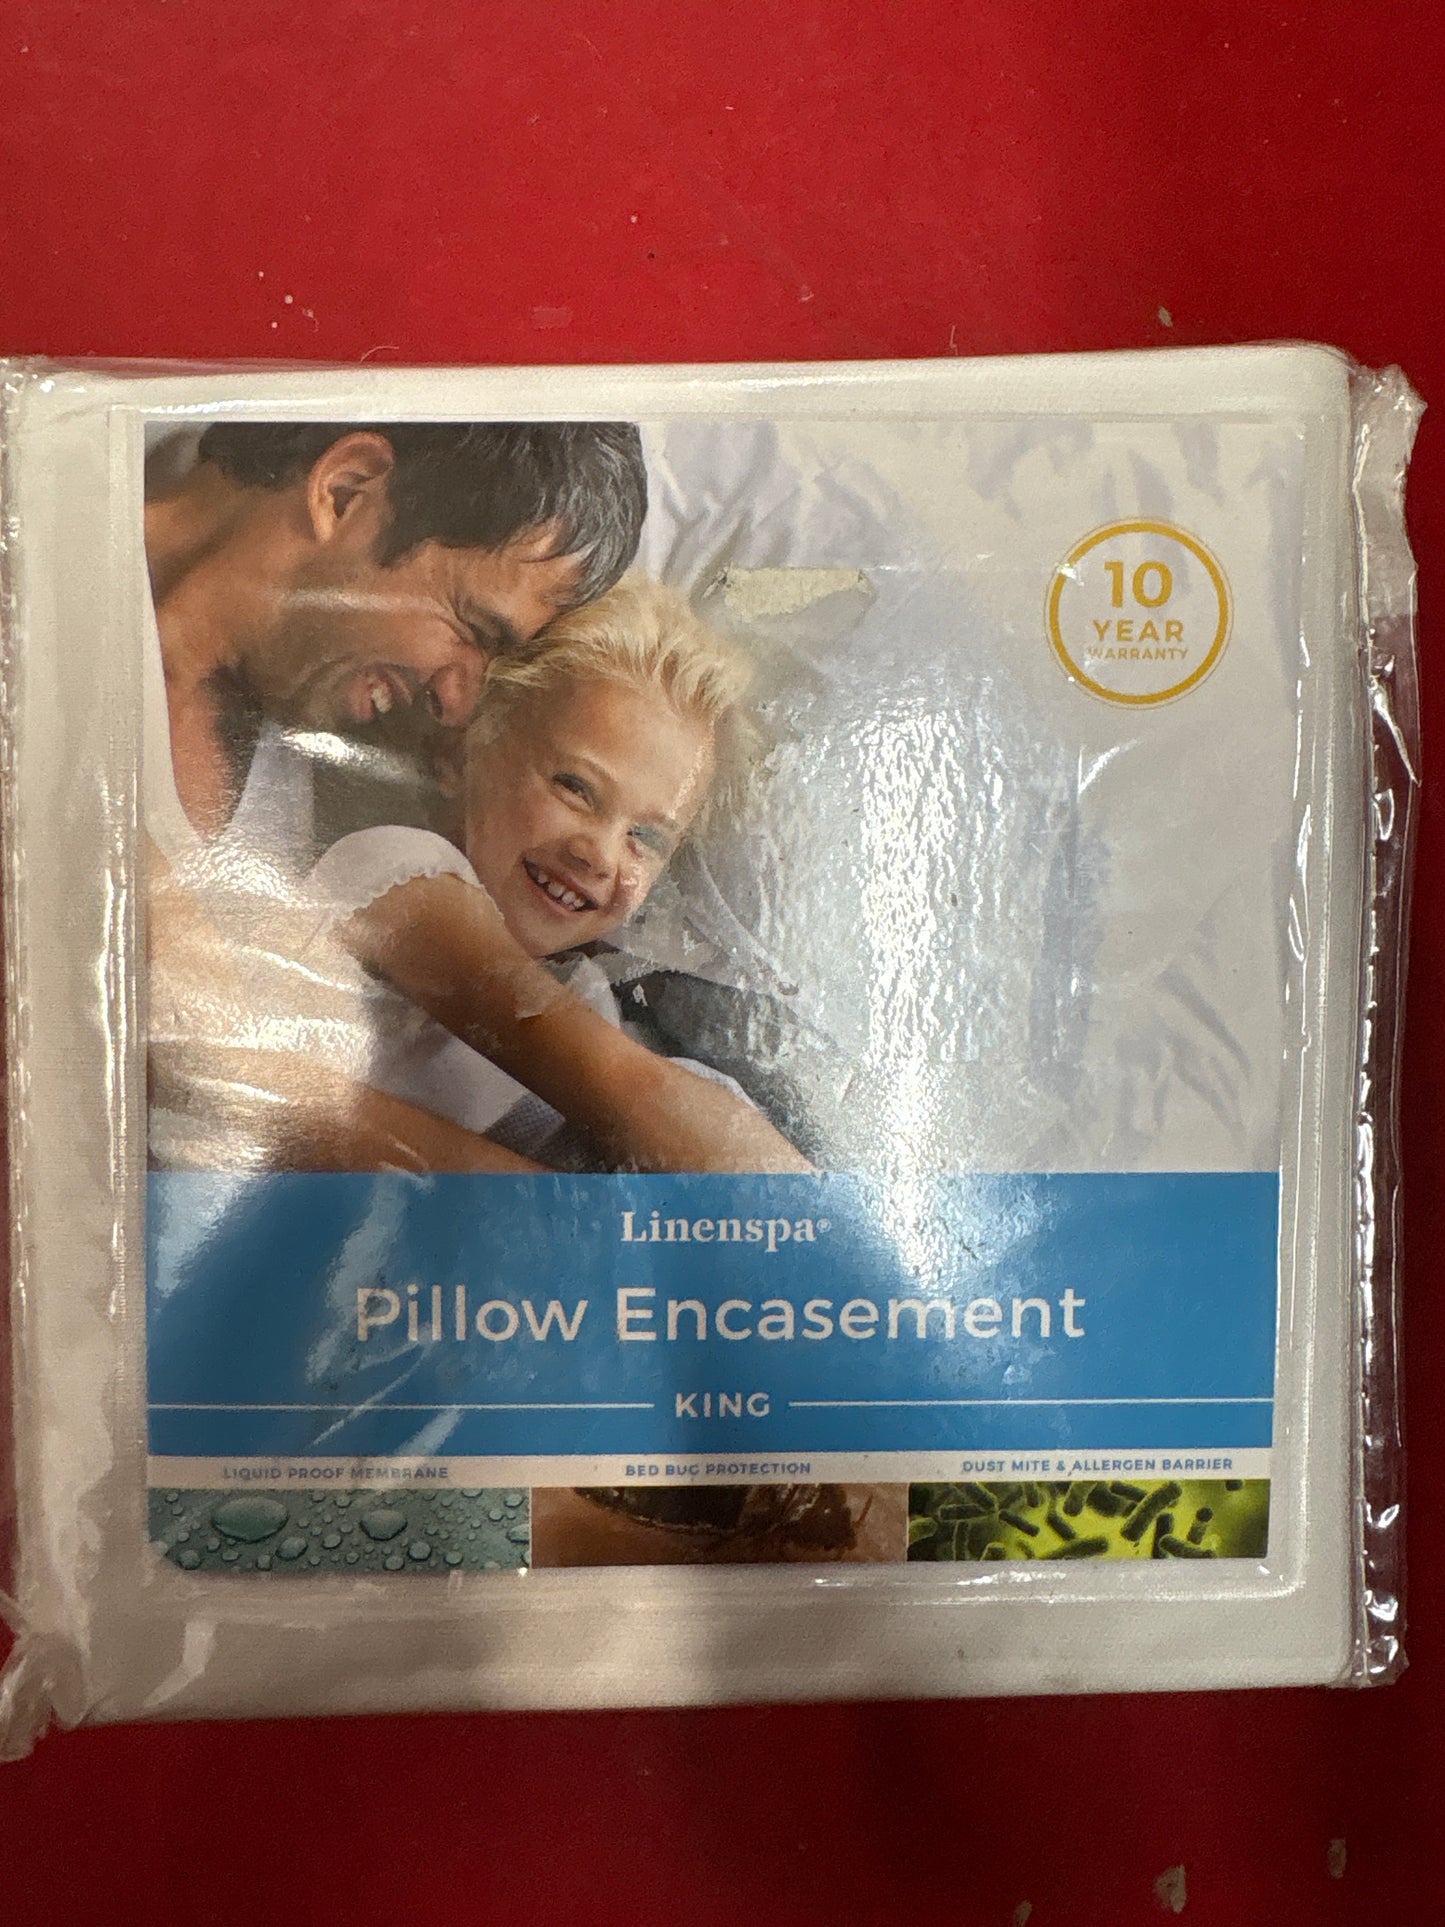 10
YEAR
WARRANTY
Linenspa®
Pillow Encasement
KING
LIQUID PROOF MEMBRANE
BED BUG PROTECTION
DUST MITE & ALLERGEN BARRIER